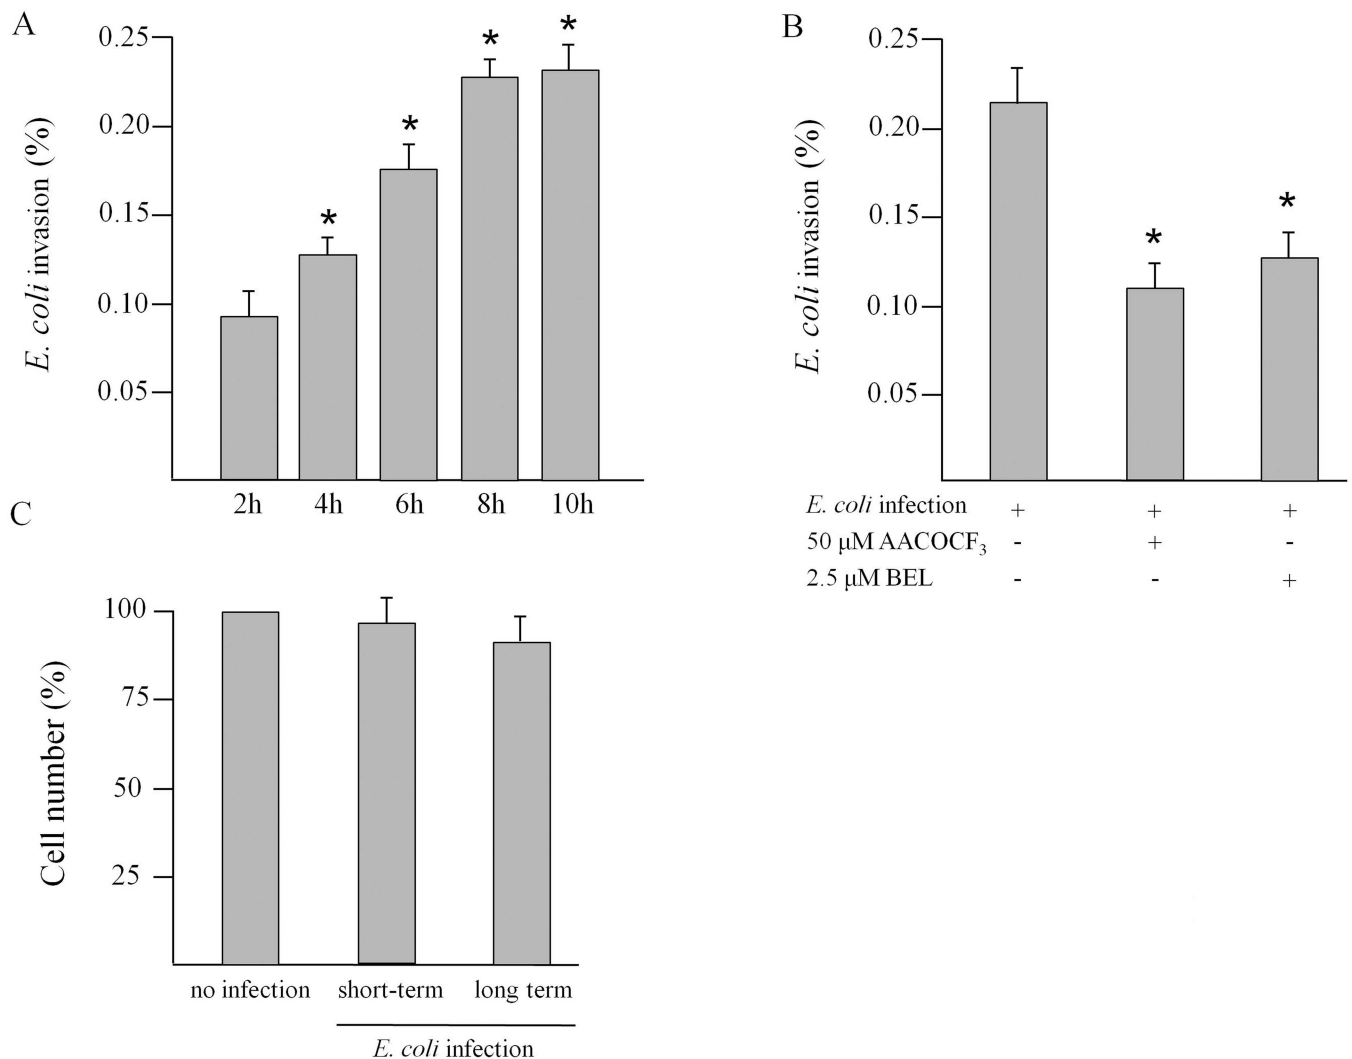 A
E. coli invasion (%)
0.25
0.20
0.15
0.10
0.05
* * * *
2h 4h 6h 8h 10h
B
E. coli invasion (%)
0.25
0.20
0.15
0.10
0.05
* *
E. coli infection + + +
50 μM AACOCF₃ - + -
2.5 μM BEL - - +
C
Cell number (%)
100
75
50
25
no infection short-term long term
E. coli infection